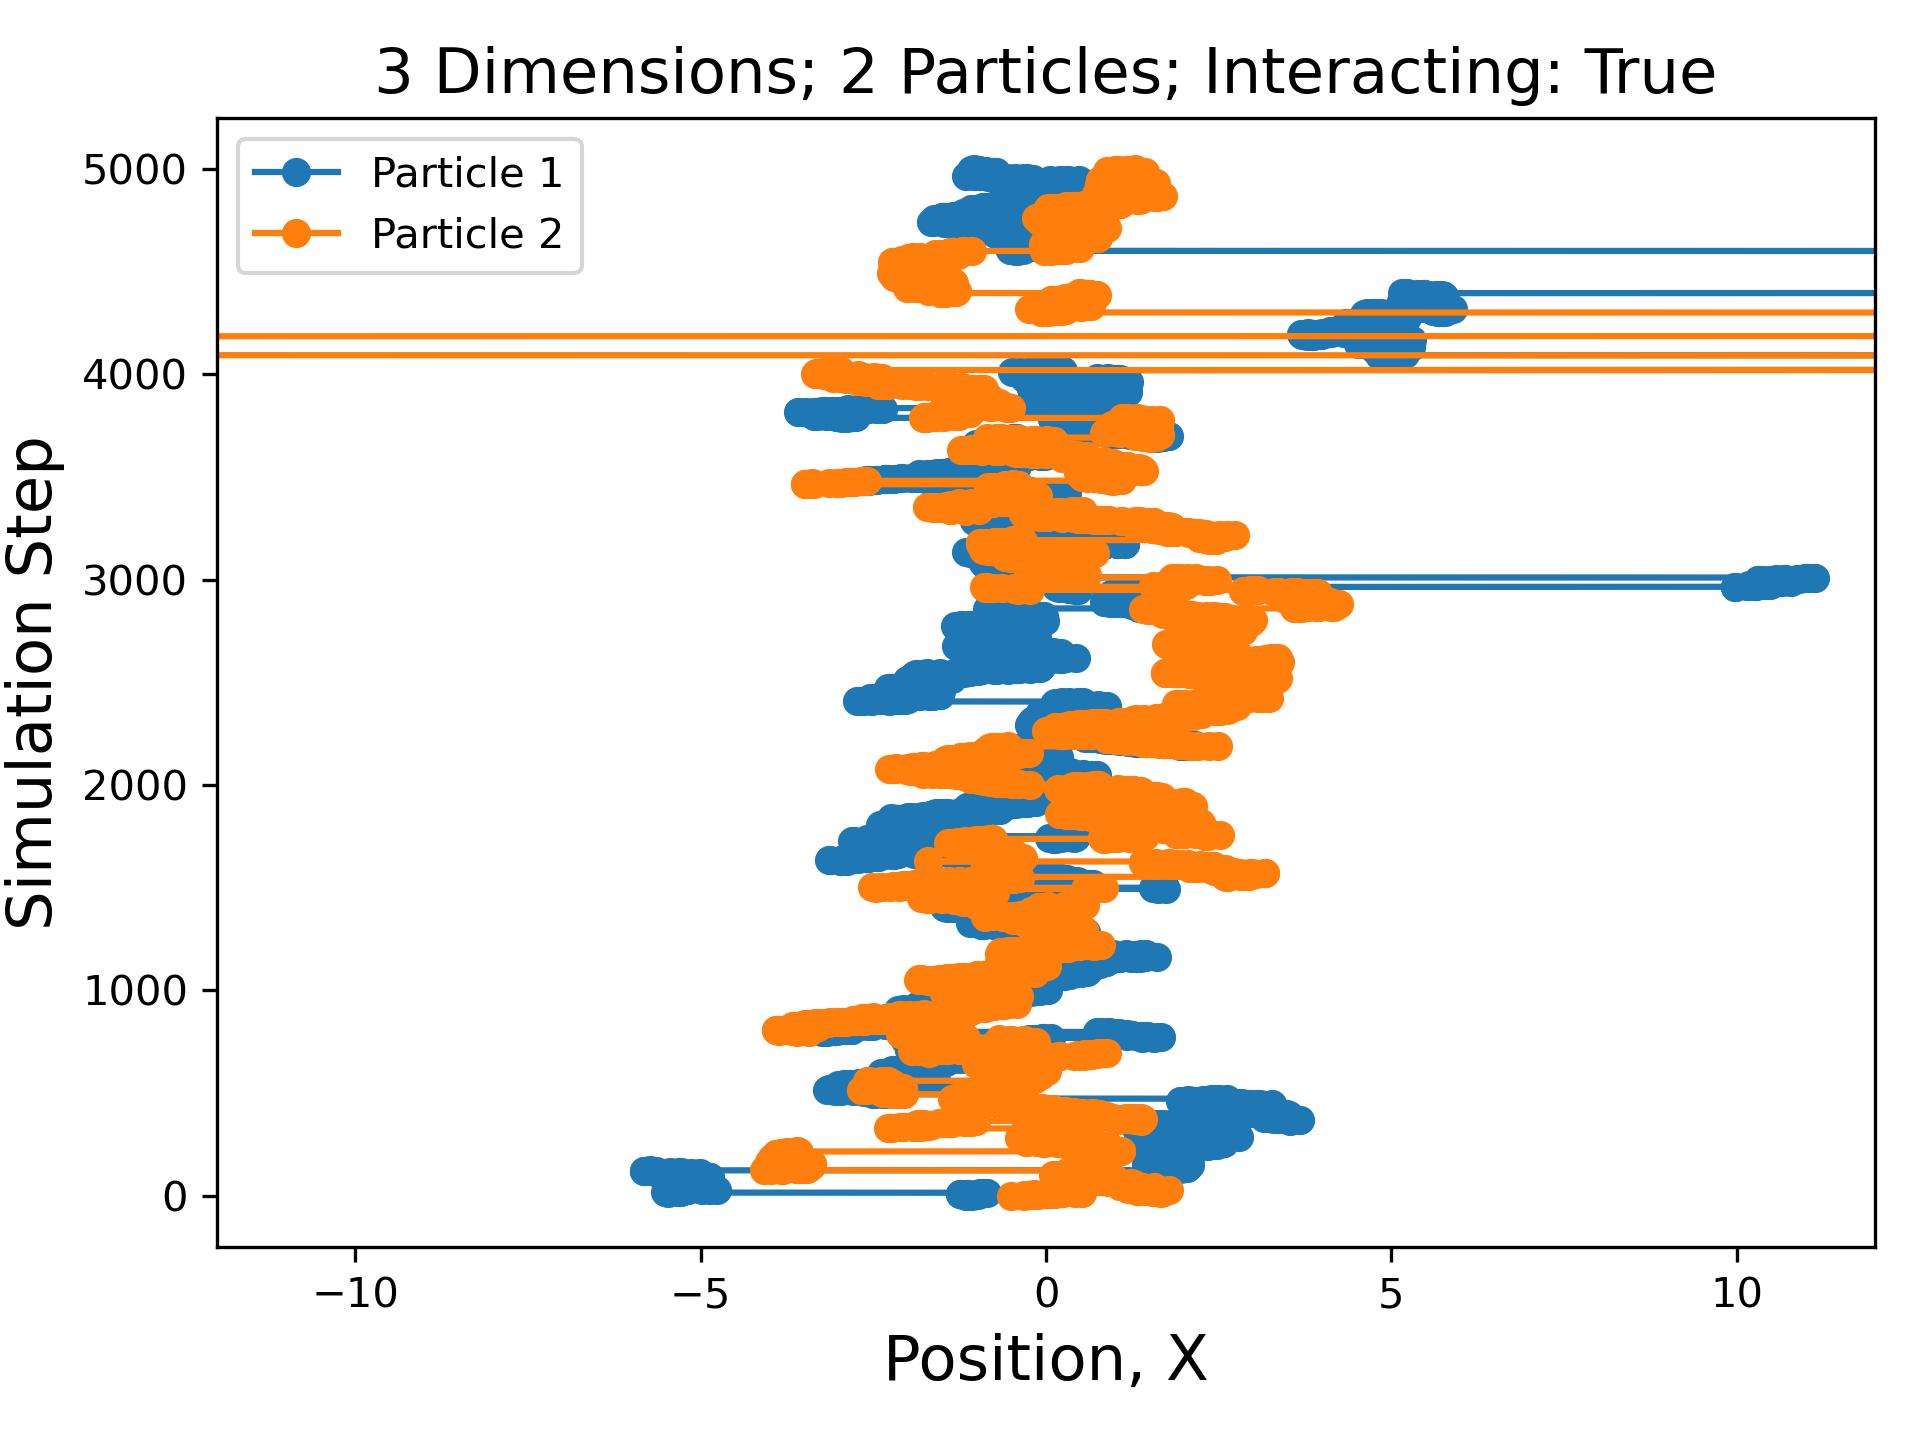 3 Dimensions; 2 Particles; Interacting: True
Particle 1
Particle 2
5000
4000
3000
2000
1000
0
Simulation Step
−10
−5
0
5
10
Position, X